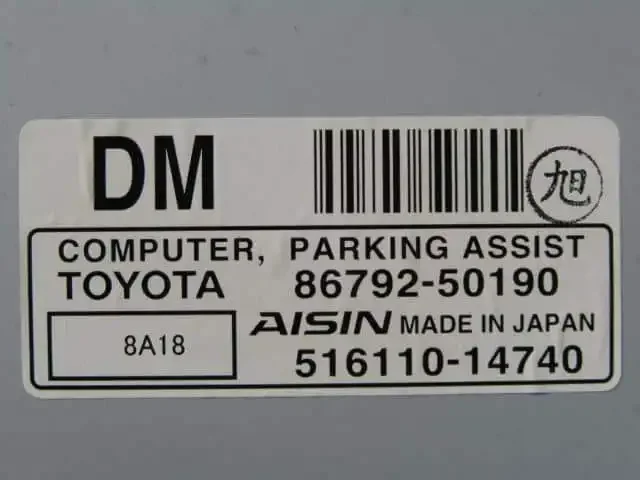 DM
旭
COMPUTER, PARKING ASSIST
TOYOTA 86792-50190
8A18
AISIN MADE IN JAPAN
516110-14740